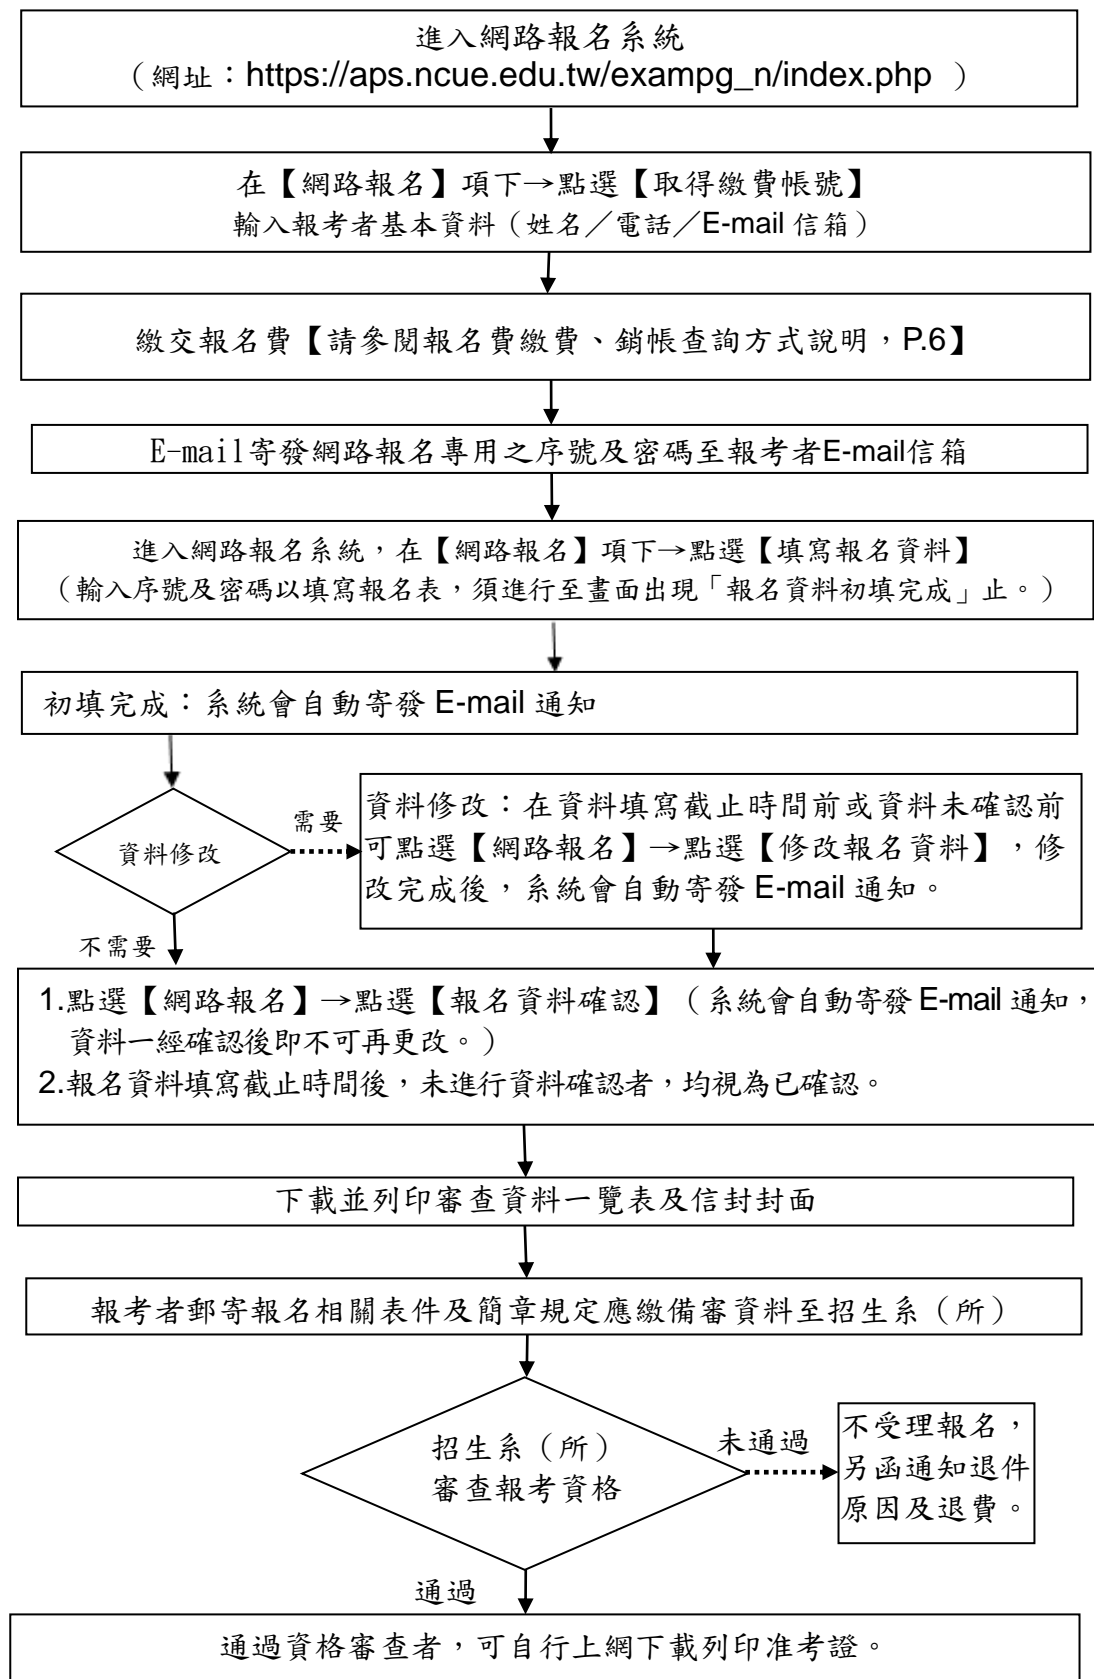 進入網路報名系統
（網址：https://aps.ncue.edu.tw/exampg_n/index.php ）
在【網路報名】項下→點選【取得繳費帳號】
輸入報考者基本資料（姓名／電話／E-mail 信箱）
繳交報名費【請參閱報名費繳費、銷帳查詢方式說明，P.6】
E-mail寄發網路報名專用之序號及密碼至報考者E-mail信箱
進入網路報名系統，在【網路報名】項下→點選【填寫報名資料】
（輸入序號及密碼以填寫報名表，須進行至畫面出現「報名資料初填完成」止。）
初填完成：系統會自動寄發 E-mail 通知
資料修改
需要
資料修改：在資料填寫截止時間前或資料未確認前
可點選【網路報名】→點選【修改報名資料】，修
改完成後，系統會自動寄發 E-mail 通知。
不需要
1.點選【網路報名】→點選【報名資料確認】（系統會自動寄發 E-mail 通知，
資料一經確認後即不可再更改。）
2.報名資料填寫截止時間後，未進行資料確認者，均視為已確認。
下載並列印審查資料一覽表及信封封面
報考者郵寄報名相關表件及簡章規定應繳備審資料至招生系（所）
招生系（所）
審查報考資格
未通過
不受理報名，
另函通知退件
原因及退費。
通過
通過資格審查者，可自行上網下載列印准考證。